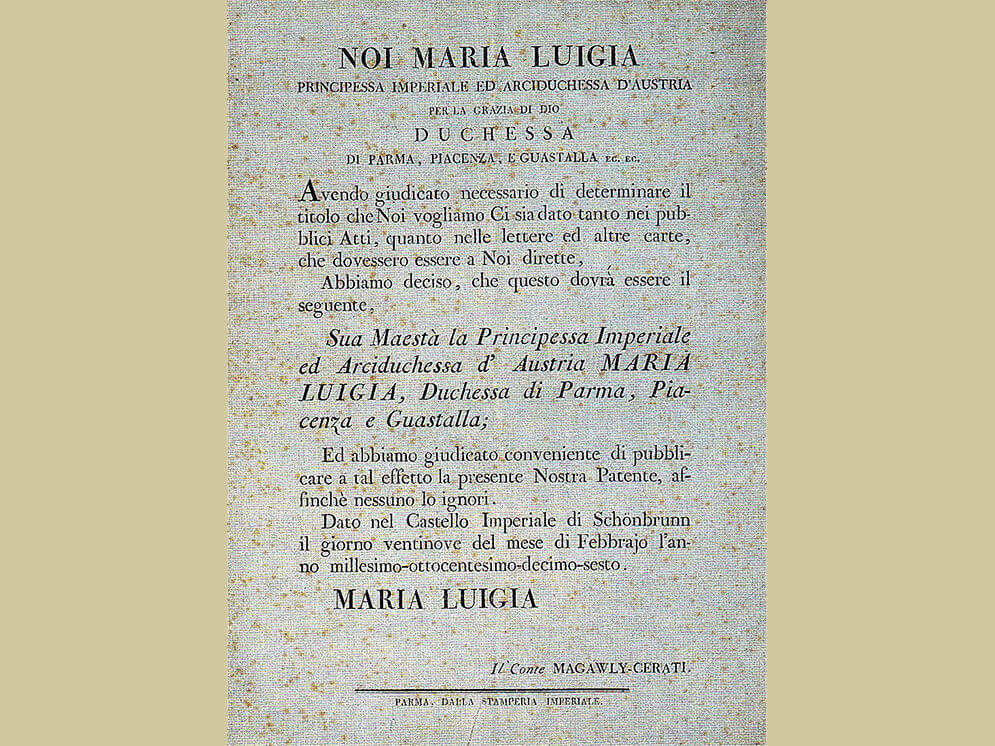 NOI MARIA LUIGIA
PRINCIPESSA IMPERIALE ED ARCIDUCHESSA D'AUSTRIA
PER LA GRAZIA DI DIO
DUCHESSA
DI PARMA, PIACENZA, E GUASTALLA EC. EC.
Avendo giudicato necessario di determinare il
titolo che Noi vogliamo Ci sia dato tanto nei pub-
blici Atti, quanto nelle lettere ed altre carte,
che dovessero essere a Noi dirette,
Abbiamo deciso, che questo dovrà essere il
seguente,
Sua Maestà la Principessa Imperiale
ed Arciduchessa d' Austria MARIA
LUIGIA, Duchessa di Parma, Pia-
cenza e Guastalla;
Ed abbiamo giudicato conveniente di pubbli-
care a tal effetto la presente Nostra Patente, af-
finchè nessuno lo ignori.
Dato nel Castello Imperiale di Schönbrunn
il giorno ventinove del mese di Febbrajo l'an-
no millesimo-ottocentesimo-decimo-sesto.
MARIA LUIGIA
Il Conte MAGAWLY-CERATI.
PARMA, DALLA STAMPERIA IMPERIALE.